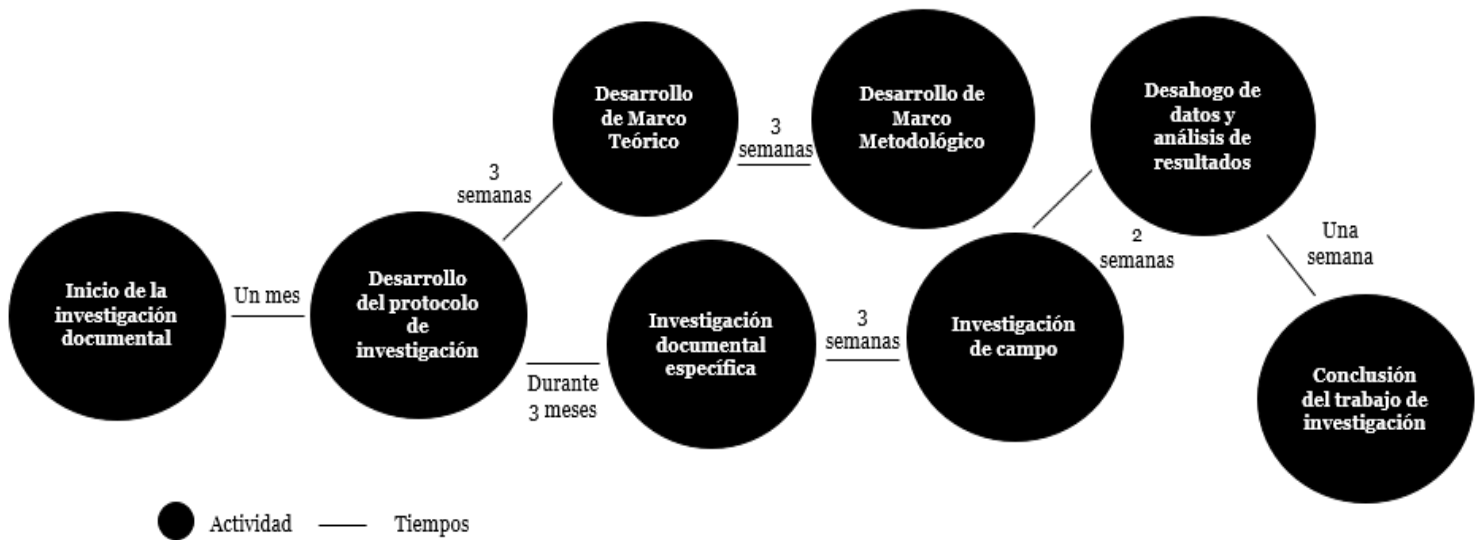 Inicio de la
investigación
documental
Un mes
Desarrollo
del protocolo
de
investigación
3
semanas
Desarrollo
de Marco
Teórico
3
semanas
Desarrollo de
Marco
Metodológico
Durante
3 meses
Investigación
documental
específica
3
semanas
Investigación
de campo
2
semanas
Desahogo de
datos y
análisis de
resultados
Una
semana
Conclusión
del trabajo de
investigación
Actividad
Tiempos